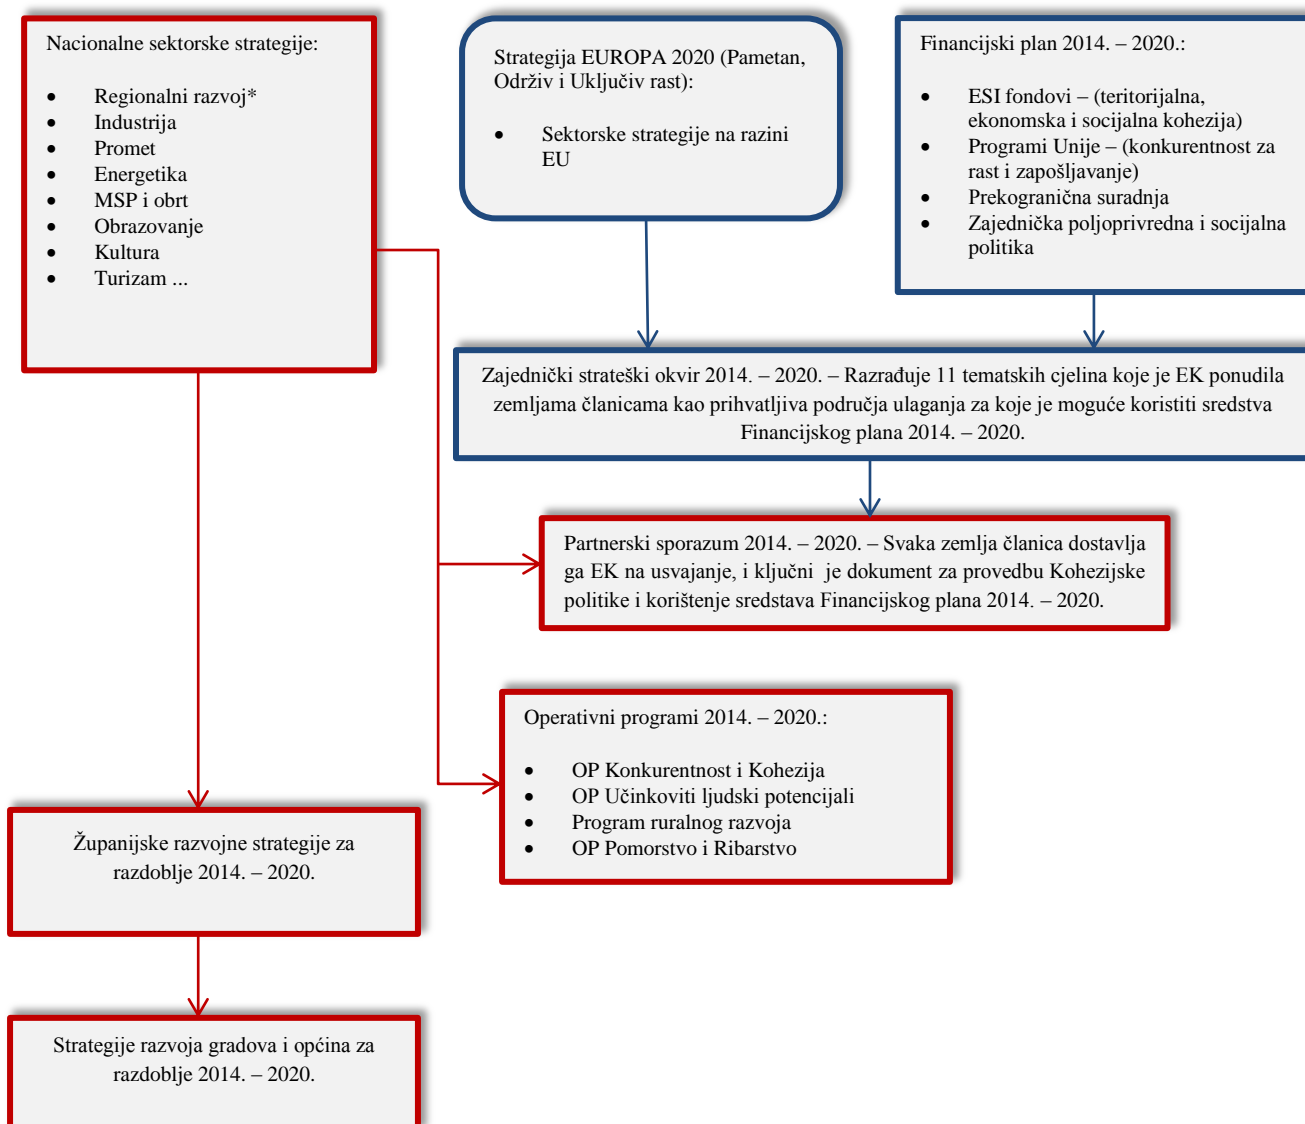 Nacionalne sektorske strategije:
• Regionalni razvoj*
• Industrija
• Promet
• Energetika
• MSP i obrt
• Obrazovanje
• Kultura
• Turizam ...
Strategija EUROPA 2020 (Pametan,
Održiv i Uključiv rast):
• Sektorske strategije na razini
EU
Financijski plan 2014. – 2020.:
• ESI fondovi – (teritorijalna,
ekonomska i socijalna kohezija)
• Programi Unije – (konkurentnost za
rast i zapošljavanje)
• Prekogranična suradnja
• Zajednička poljoprivredna i socijalna
politika
Zajednički strateški okvir 2014. – 2020. – Razrađuje 11 tematskih cjelina koje je EK ponudila
zemljama članicama kao prihvatljiva područja ulaganja za koje je moguće koristiti sredstva
Financijskog plana 2014. – 2020.
Partnerski sporazum 2014. – 2020. – Svaka zemlja članica dostavlja
ga EK na usvajanje, i ključni je dokument za provedbu Kohezijske
politike i korištenje sredstava Financijskog plana 2014. – 2020.
Operativni programi 2014. – 2020.:
• OP Konkurentnost i Kohezija
• OP Učinkoviti ljudski potencijali
• Program ruralnog razvoja
• OP Pomorstvo i Ribarstvo
Županijske razvojne strategije za
razdoblje 2014. – 2020.
Strategije razvoja gradova i općina za
razdoblje 2014. – 2020.